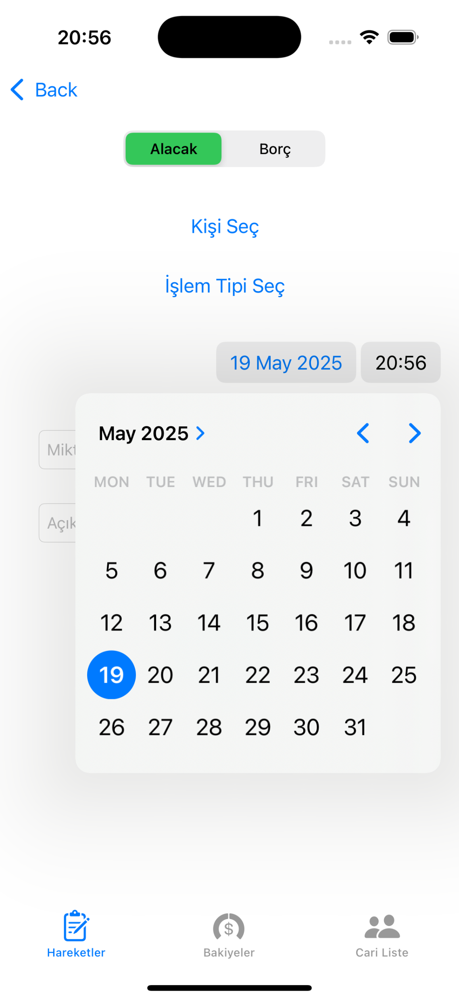 20:56
Back
Alacak Borç
Kişi Seç
İşlem Tipi Seç
19 May 2025 20:56
May 2025
MON TUE WED THU FRI SAT SUN
1 2 3 4
5 6 7 8 9 10 11
12 13 14 15 16 17 18
19 20 21 22 23 24 25
26 27 28 29 30 31
$
Hareketler Bakiyeler Cari Liste